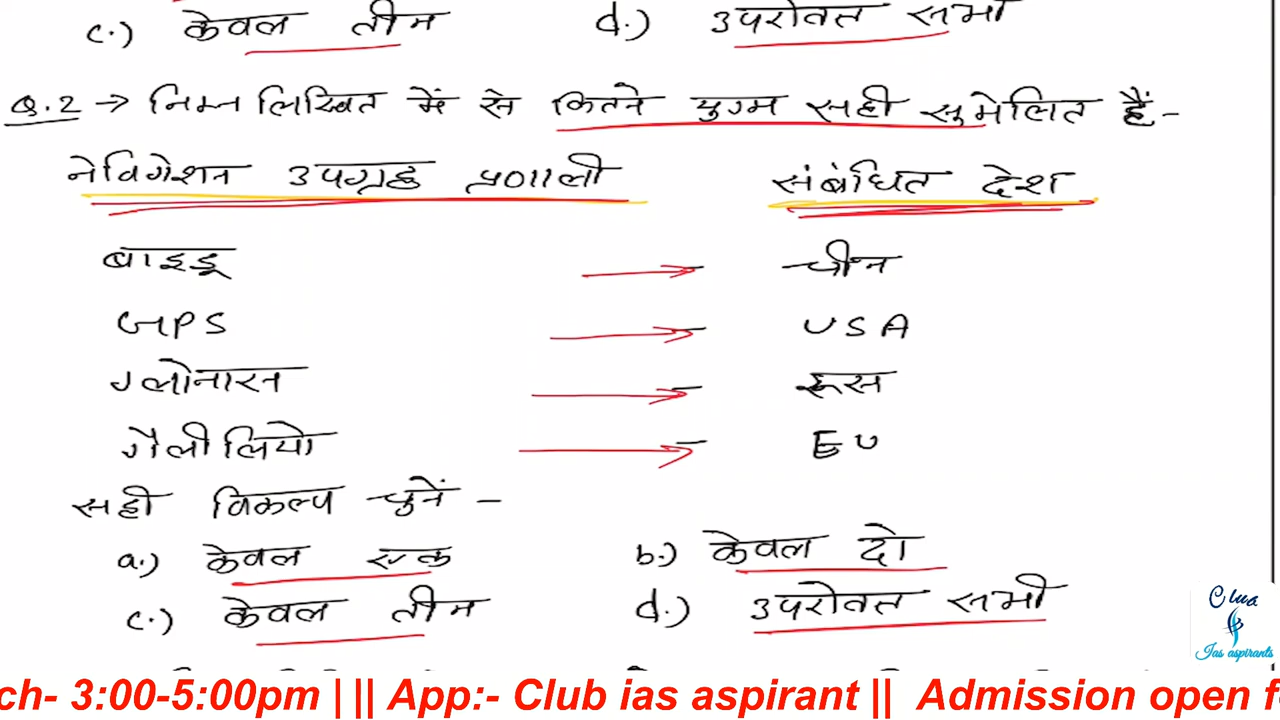 c.) केवल तीन d.) उपरोक्त सभी
Q.2 → निम्नलिखित में से कितने युग्म सही सुमेलित हैं-
नेविगेशन उपग्रह प्रणाली संबंधित देश
बाइडू - चीन
GPS - USA
ग्लोनास - रूस
गैलीलियो - EU
सही विकल्प चुनें -
a.) केवल एक b.) केवल दो
c.) केवल तीन d.) उपरोक्त सभी
Club
Ias aspirants
ch- 3:00-5:00pm | || App:- Club ias aspirant || Admission open f